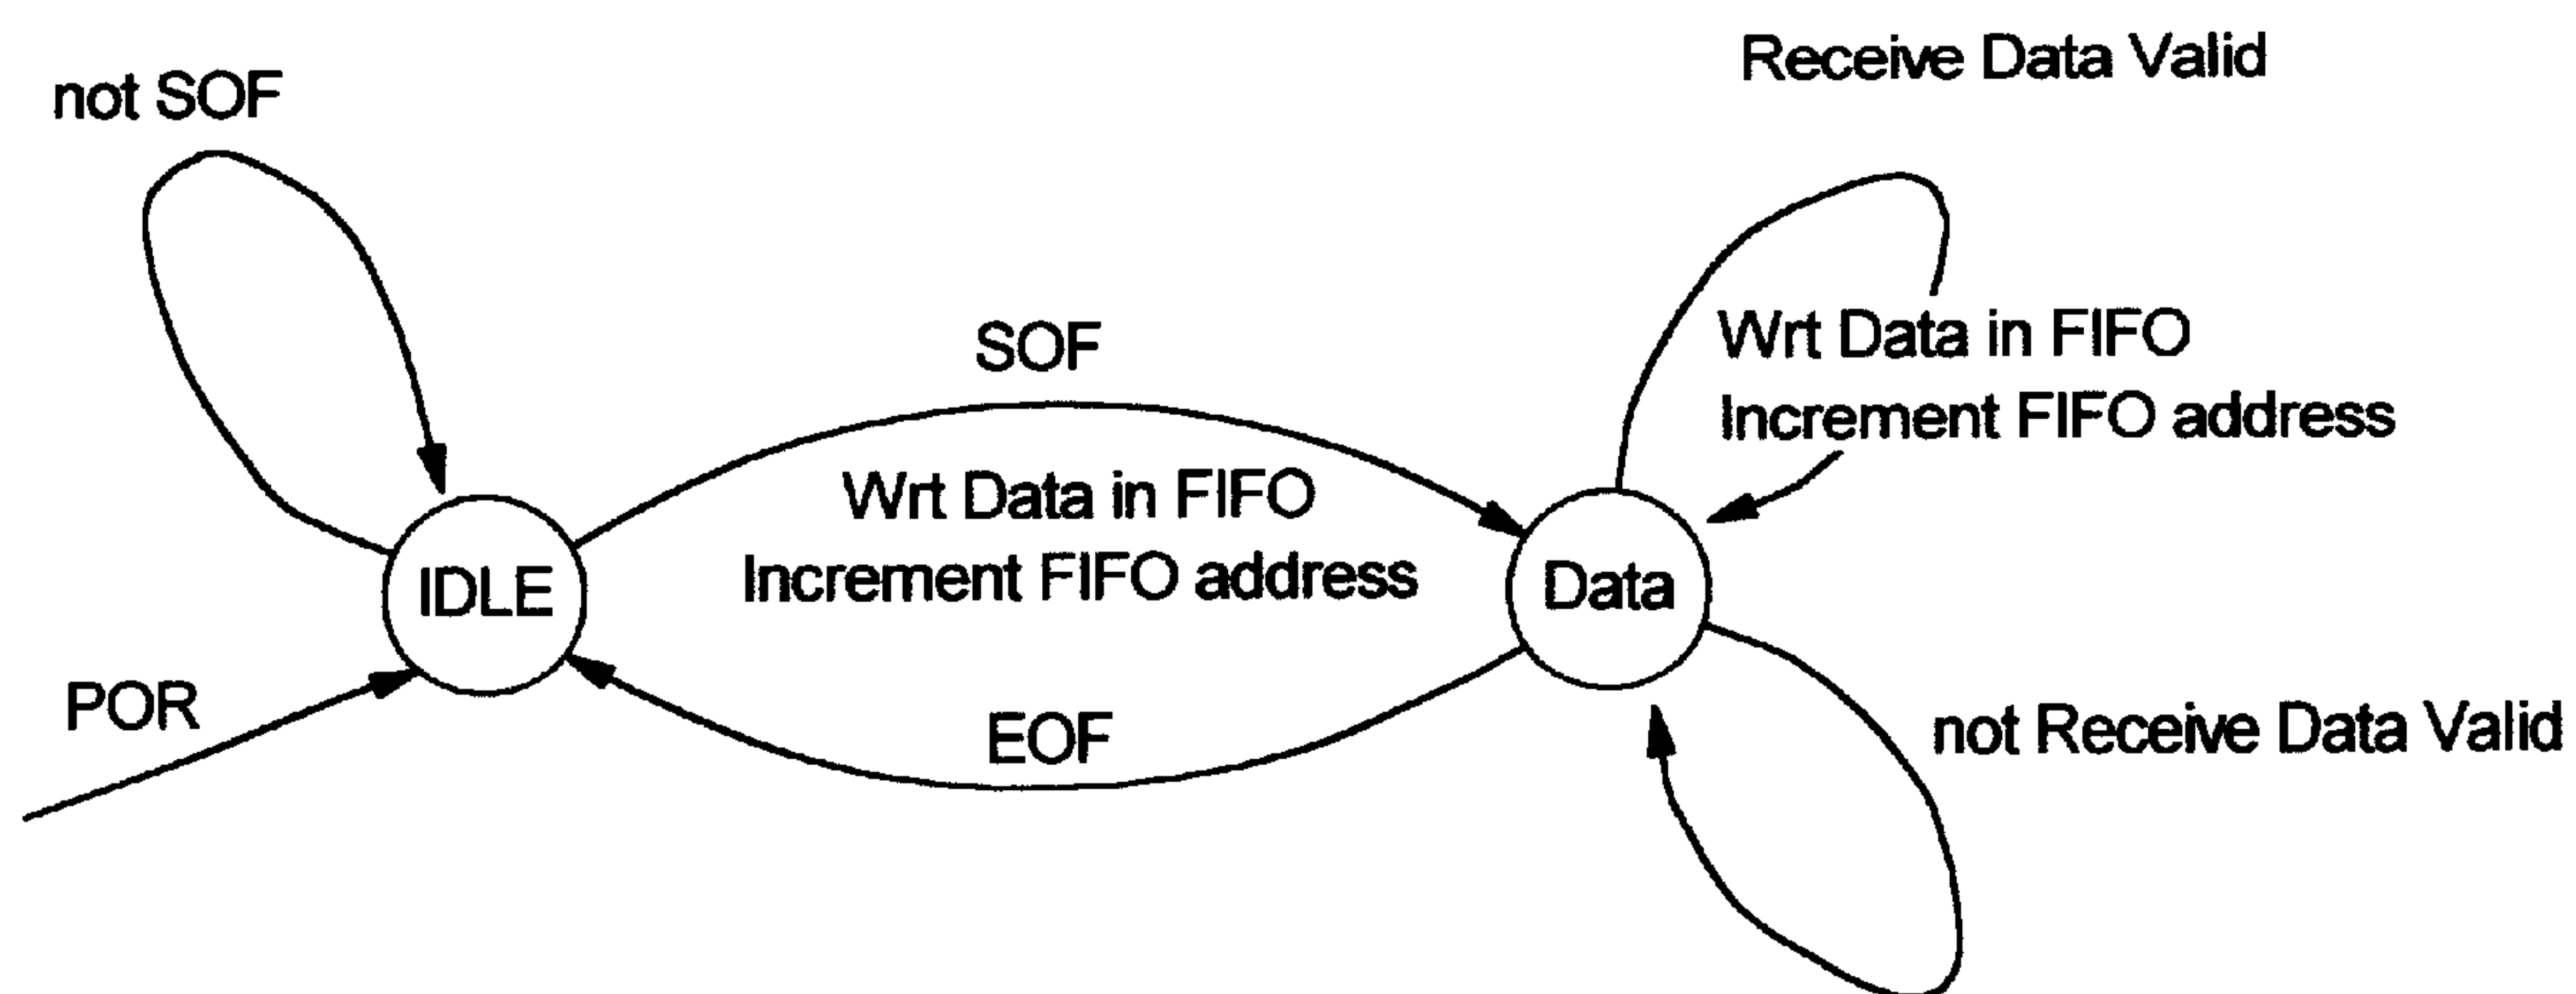 Receive Data Valid
not SOF
SOF
Wrt Data in FIFO
Increment FIFO address
Wrt Data in FIFO
Increment FIFO address
IDLE
Data
POR
EOF
not Receive Data Valid